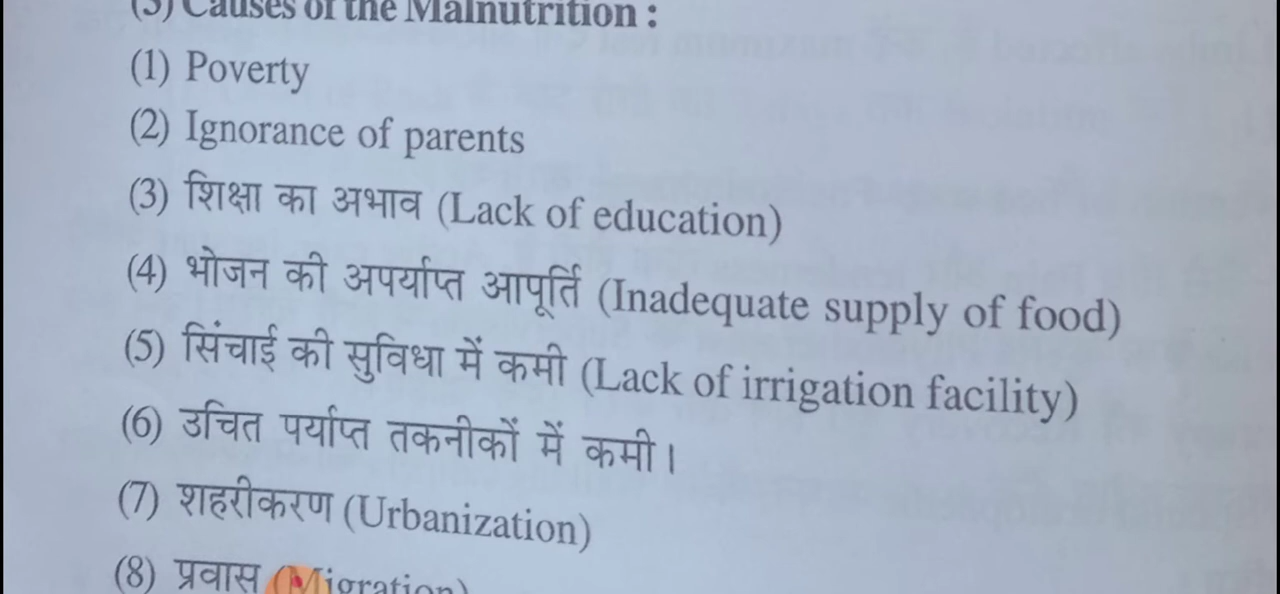 (3) Causes of the Malnutrition :
(1) Poverty
(2) Ignorance of parents
(3) शिक्षा का अभाव (Lack of education)
(4) भोजन की अपर्याप्त आपूर्ति (Inadequate supply of food)
(5) सिंचाई की सुविधा में कमी (Lack of irrigation facility)
(6) उचित पर्याप्त तकनीकों में कमी।
(7) शहरीकरण (Urbanization)
(8) प्रवास (Migration)